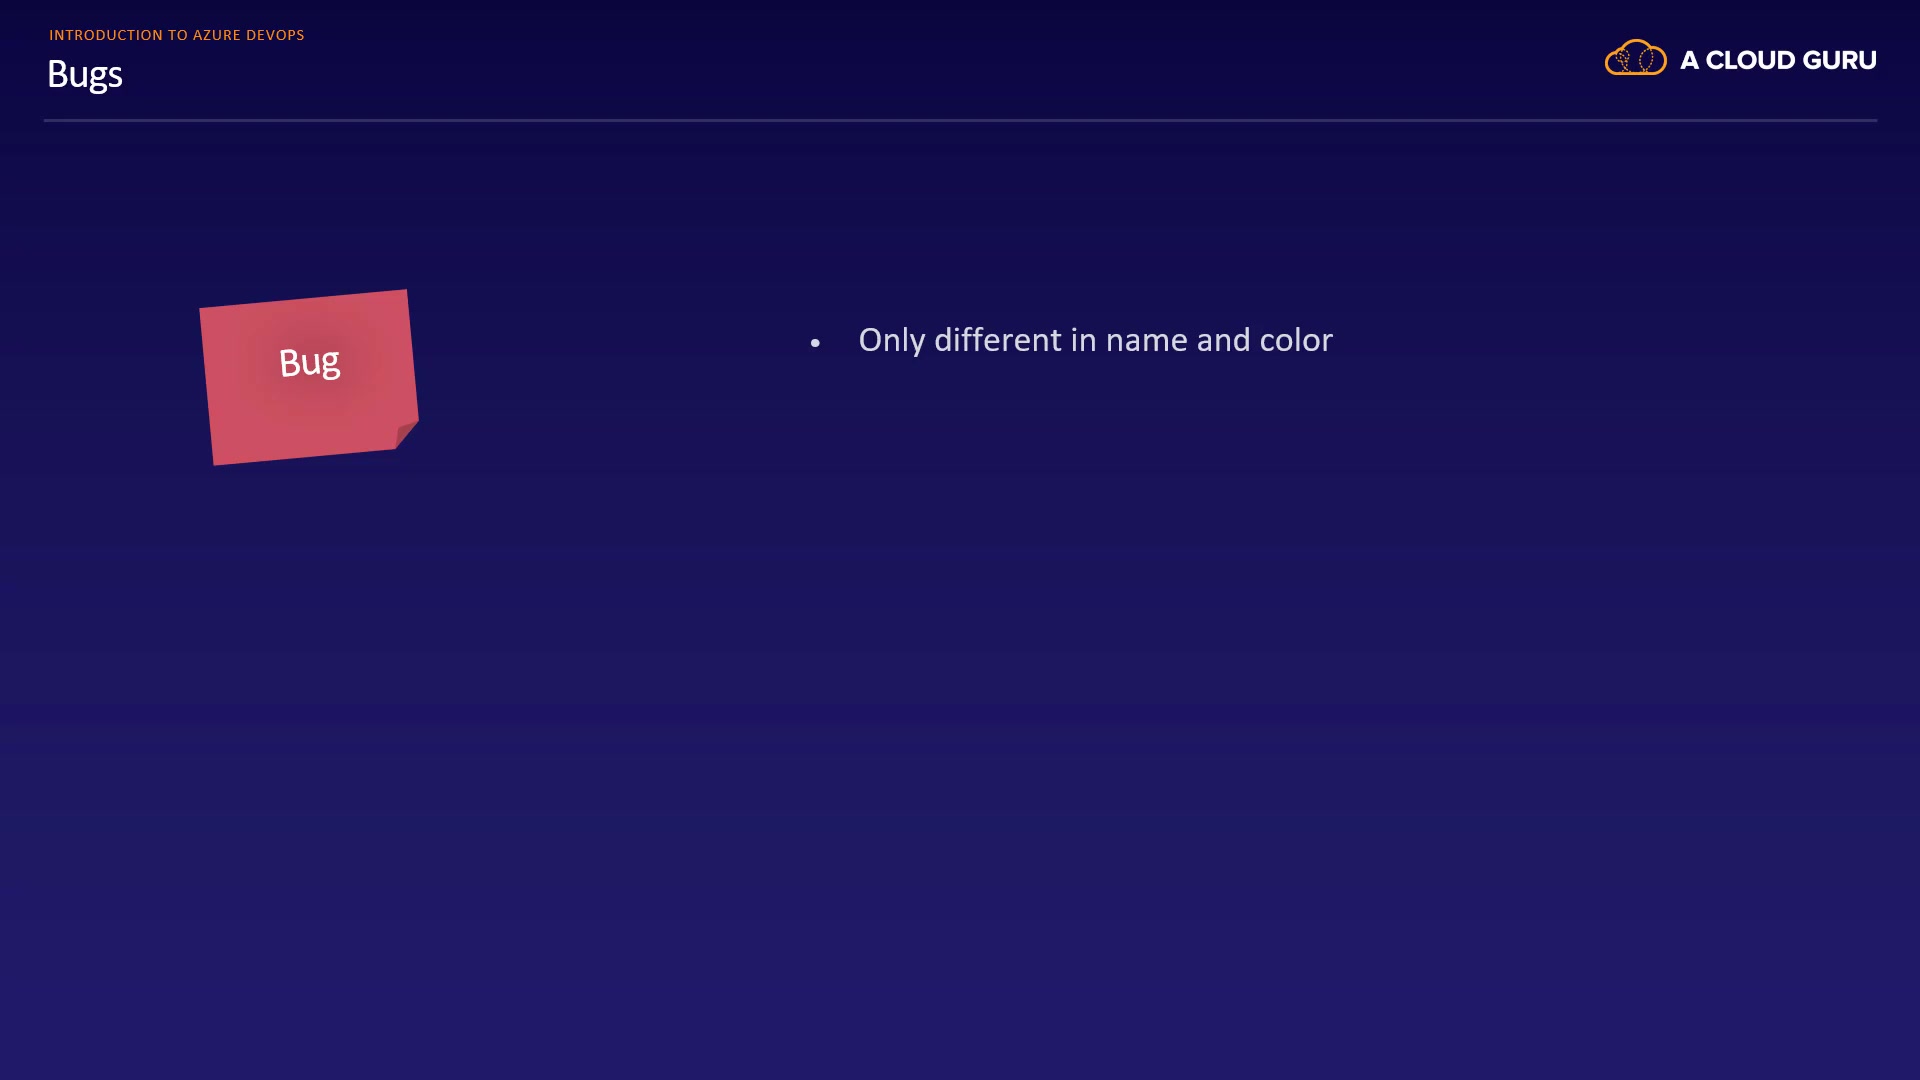 INTRODUCTION TO AZURE DEVOPS
Bugs
A CLOUD GURU
Bug
• Only different in name and color